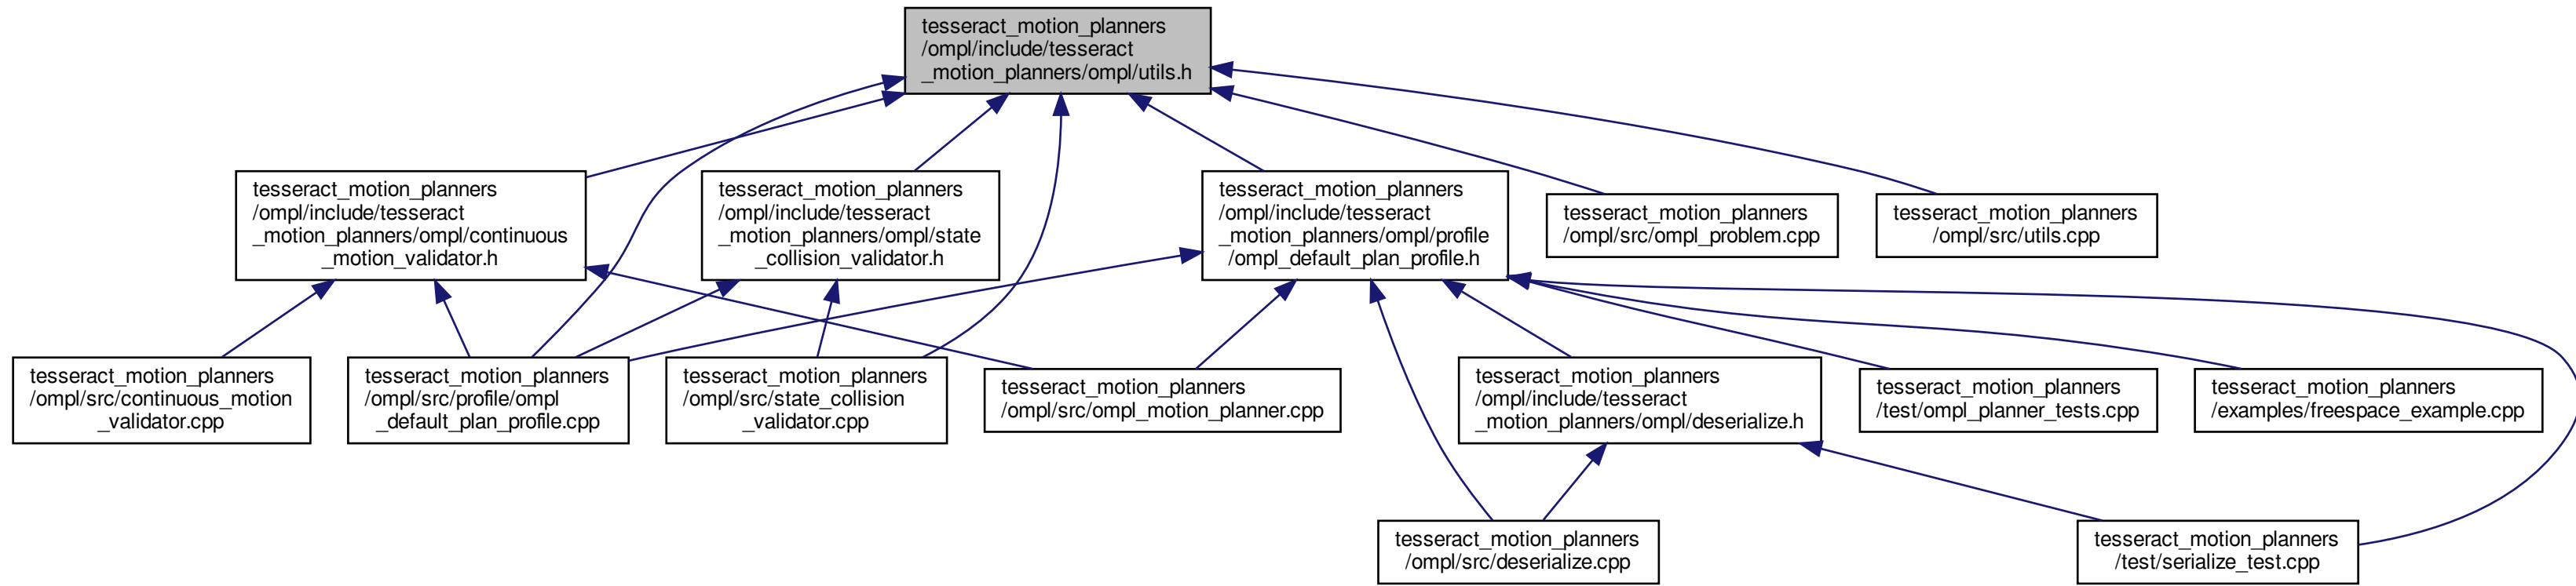 tesseract_motion_planners
/ompl/include/tesseract
_motion_planners/ompl/utils.h
tesseract_motion_planners
/ompl/include/tesseract
_motion_planners/ompl/continuous
_motion_validator.h
tesseract_motion_planners
/ompl/include/tesseract
_motion_planners/ompl/state
_collision_validator.h
tesseract_motion_planners
/ompl/include/tesseract
_motion_planners/ompl/profile
/ompl_default_plan_profile.h
tesseract_motion_planners
/ompl/src/ompl_problem.cpp
tesseract_motion_planners
/ompl/src/utils.cpp
tesseract_motion_planners
/ompl/src/continuous_motion
_validator.cpp
tesseract_motion_planners
/ompl/src/profile/ompl
_default_plan_profile.cpp
tesseract_motion_planners
/ompl/src/state_collision
_validator.cpp
tesseract_motion_planners
/ompl/src/ompl_motion_planner.cpp
tesseract_motion_planners
/ompl/include/tesseract
_motion_planners/ompl/deserialize.h
tesseract_motion_planners
/test/ompl_planner_tests.cpp
tesseract_motion_planners
/examples/freespace_example.cpp
tesseract_motion_planners
/ompl/src/deserialize.cpp
tesseract_motion_planners
/test/serialize_test.cpp